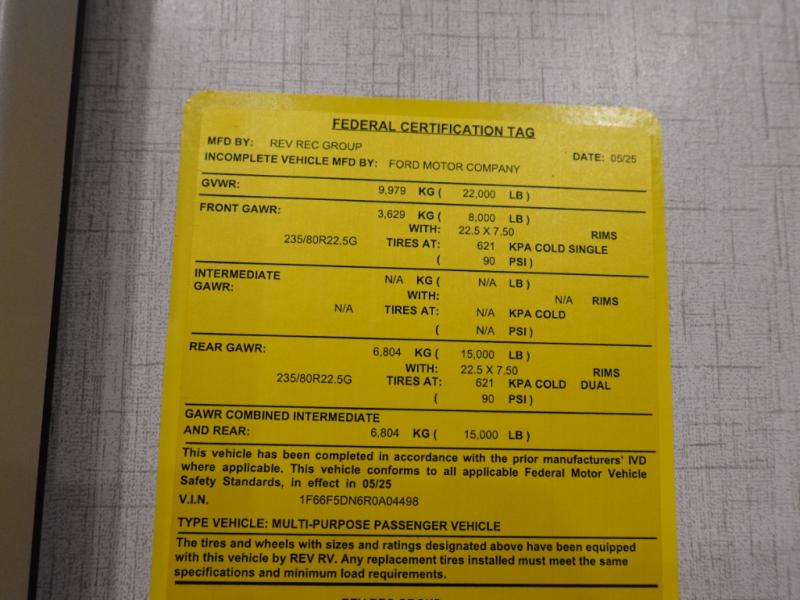 FEDERAL CERTIFICATION TAG
MFD BY: REV REC GROUP DATE: 05/25
INCOMPLETE VEHICLE MFD BY: FORD MOTOR COMPANY
GVWR: 9,979 KG ( 22,000 LB )
FRONT GAWR: 3,629 KG ( 8,000 LB )
WITH: 22.5 X 7.50 RIMS
235/80R22.5G TIRES AT: 621 KPA COLD SINGLE
( 90 PSI )
INTERMEDIATE N/A KG ( N/A LB )
GAWR: WITH: N/A RIMS
N/A TIRES AT: N/A KPA COLD
( N/A PSI )
REAR GAWR: 6,804 KG ( 15,000 LB )
WITH: 22.5 X 7.50 RIMS
235/80R22.5G TIRES AT: 621 KPA COLD DUAL
( 90 PSI )
GAWR COMBINED INTERMEDIATE
AND REAR: 6,804 KG ( 15,000 LB )
This vehicle has been completed in accordance with the prior manufacturers' IVD
where applicable. This vehicle conforms to all applicable Federal Motor Vehicle
Safety Standards, in effect in 05/25
V.I.N. 1F66F5DN6R0A04498
TYPE VEHICLE: MULTI-PURPOSE PASSENGER VEHICLE
The tires and wheels with sizes and ratings designated above have been equipped
with this vehicle by REV RV. Any replacement tires installed must meet the same
specifications and minimum load requirements.